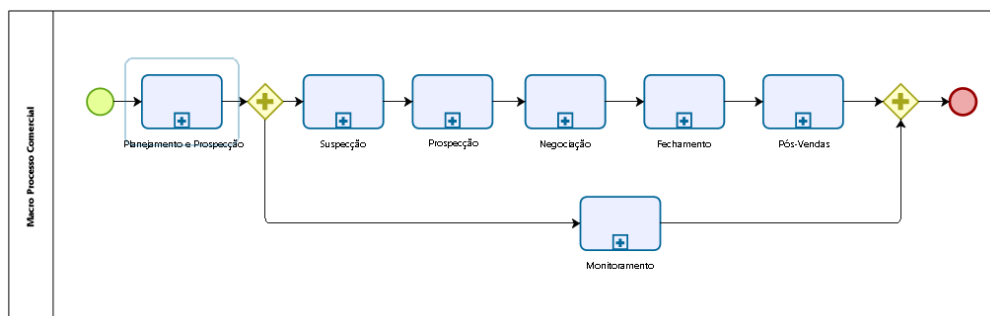 Macro Processo Comercial
Planejamento e Prospecção
Suspecção
Prospecção
Negociação
Fechamento
Pós-Vendas
Monitoramento